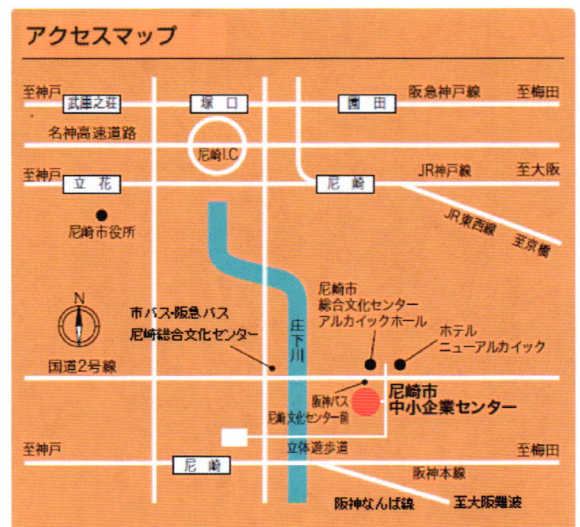 アクセスマップ
至神戸 武庫之荘 塚口 園田 阪急神戸線 至梅田
名神高速道路
尼崎I.C
至神戸 立花 尼崎 JR神戸線 至大阪
JR東西線 至京橋
尼崎市役所
N
市バス・阪急バス
尼崎総合文化センター
庄下川
尼崎市
総合文化センター
アルカイックホール
ホテル
ニューアルカイック
国道2号線
阪神バス
尼崎文化センター前
尼崎市
中小企業センター
立体遊歩道
至神戸 尼崎 阪神本線 至梅田
阪神なんば線 至大阪難波